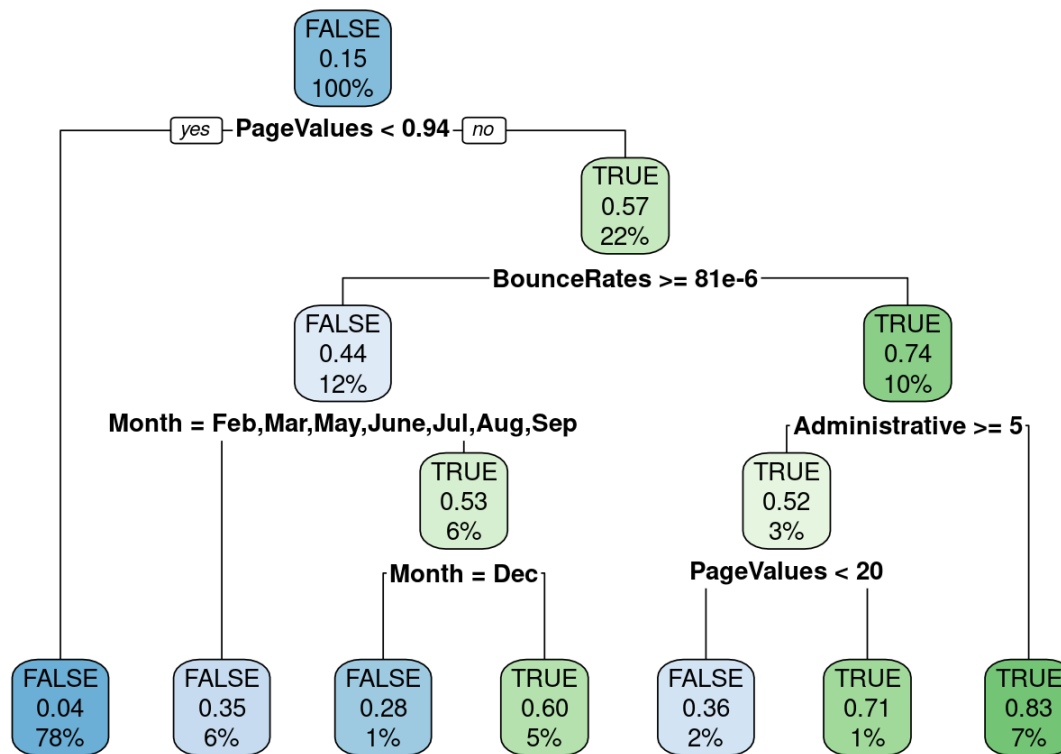 FALSE
0.15
100%
yes PageValues < 0.94 no
TRUE
0.57
22%
BounceRates >= 81e-6
FALSE
0.44
12%
TRUE
0.74
10%
Month = Feb,Mar,May,June,Jul,Aug,Sep
Administrative >= 5
TRUE
0.53
6%
TRUE
0.52
3%
Month = Dec
PageValues < 20
FALSE
0.04
78%
FALSE
0.35
6%
FALSE
0.28
1%
TRUE
0.60
5%
FALSE
0.36
2%
TRUE
0.71
1%
TRUE
0.83
7%